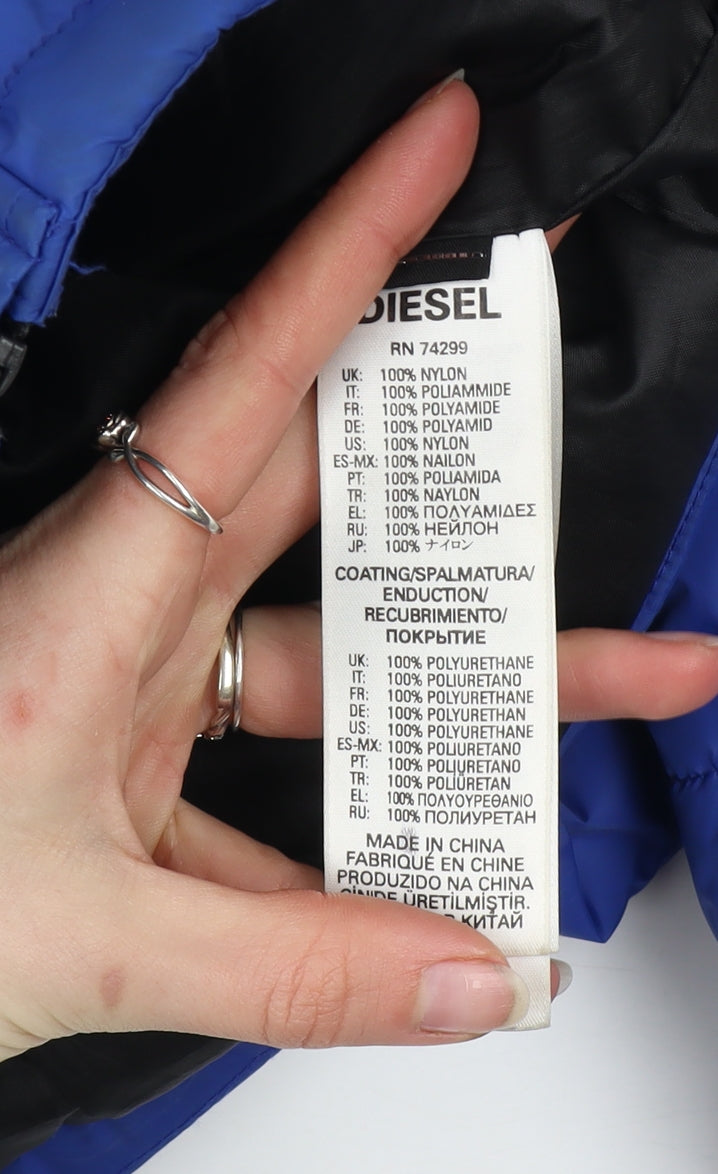 DIESEL
RN 74299
UK: 100% NYLON
IT: 100% POLIAMMIDE
FR: 100% POLYAMIDE
DE: 100% POLYAMID
US: 100% NYLON
ES-MX: 100% NAILON
PT: 100% POLIAMIDA
TR: 100% NAYLON
EL: 100% ΠΟΛΥΑΜΙΔΕΣ
RU: 100% НЕЙЛОН
JP: 100% ナイロン
COATING/SPALMATURA/
ENDUCTION/
RECUBRIMIENTO/
ПОКРЫТИЕ
UK: 100% POLYURETHANE
IT: 100% POLIURETANO
FR: 100% POLYURETHANE
DE: 100% POLYURETHAN
US: 100% POLYURETHANE
ES-MX: 100% POLIURETANO
PT: 100% POLIURETANO
TR: 100% POLIÜRETAN
EL: 100% ΠΟΛΥΟΥΡΕΘΑΝΙΟ
RU: 100% ПОЛИУРЕТАН
MADE IN CHINA
FABRIQUÉ EN CHINE
PRODUZIDO NA CHINA
ÇİN'DE ÜRETİLMİŞTİR.
В КИТАЙ